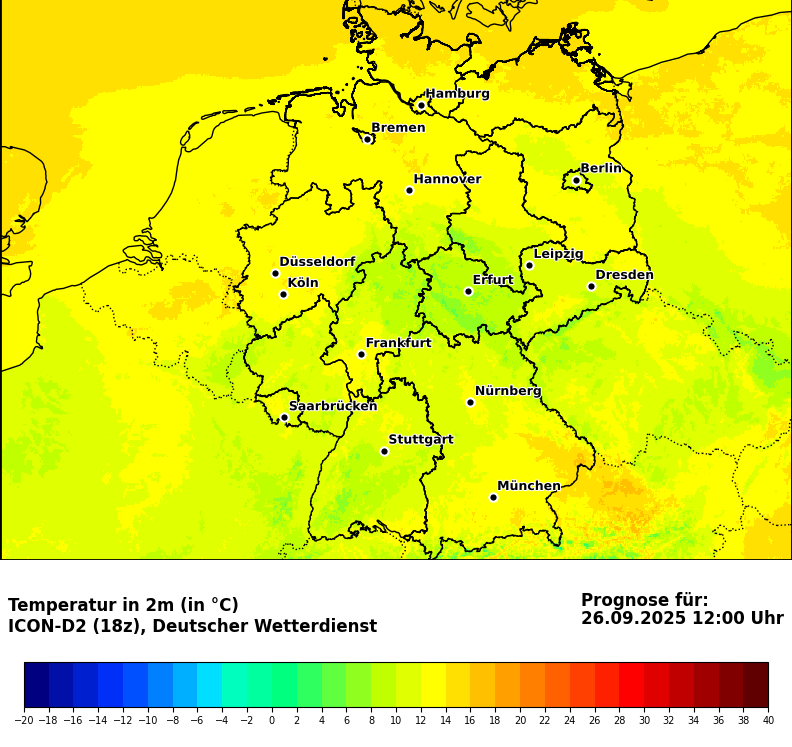 Hamburg
Bremen
Berlin
Hannover
Leipzig
Düsseldorf
Erfurt
Dresden
Köln
Frankfurt
Nürnberg
Saarbrücken
Stuttgart
München
Temperatur in 2m (in °C)
ICON-D2 (18z), Deutscher Wetterdienst
Prognose für:
26.09.2025 12:00 Uhr
−20 −18 −16 −14 −12 −10 −8 −6 −4 −2 0 2 4 6 8 10 12 14 16 18 20 22 24 26 28 30 32 34 36 38 40